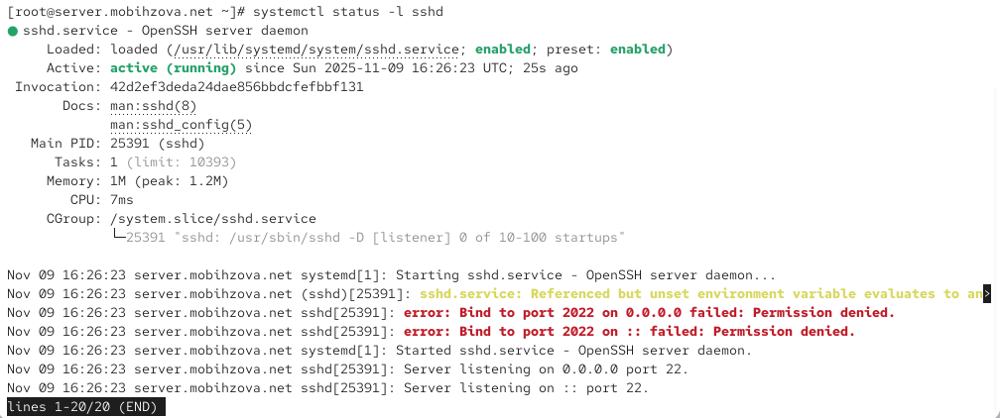 [root@server.mobihzova.net ~]# systemctl status -l sshd
● sshd.service - OpenSSH server daemon
     Loaded: loaded (/usr/lib/systemd/system/sshd.service; enabled; preset: enabled)
     Active: active (running) since Sun 2025-11-09 16:26:23 UTC; 25s ago
 Invocation: 42d2ef3deda24dae856bbdcfefbbf131
       Docs: man:sshd(8)
             man:sshd_config(5)
   Main PID: 25391 (sshd)
      Tasks: 1 (limit: 10393)
     Memory: 1M (peak: 1.2M)
        CPU: 7ms
     CGroup: /system.slice/sshd.service
             └─25391 "sshd: /usr/sbin/sshd -D [listener] 0 of 10-100 startups"

Nov 09 16:26:23 server.mobihzova.net systemd[1]: Starting sshd.service - OpenSSH server daemon...
Nov 09 16:26:23 server.mobihzova.net (sshd)[25391]: sshd.service: Referenced but unset environment variable evaluates to an>
Nov 09 16:26:23 server.mobihzova.net sshd[25391]: error: Bind to port 2022 on 0.0.0.0 failed: Permission denied.
Nov 09 16:26:23 server.mobihzova.net sshd[25391]: error: Bind to port 2022 on :: failed: Permission denied.
Nov 09 16:26:23 server.mobihzova.net systemd[1]: Started sshd.service - OpenSSH server daemon.
Nov 09 16:26:23 server.mobihzova.net sshd[25391]: Server listening on 0.0.0.0 port 22.
Nov 09 16:26:23 server.mobihzova.net sshd[25391]: Server listening on :: port 22.
lines 1-20/20 (END)